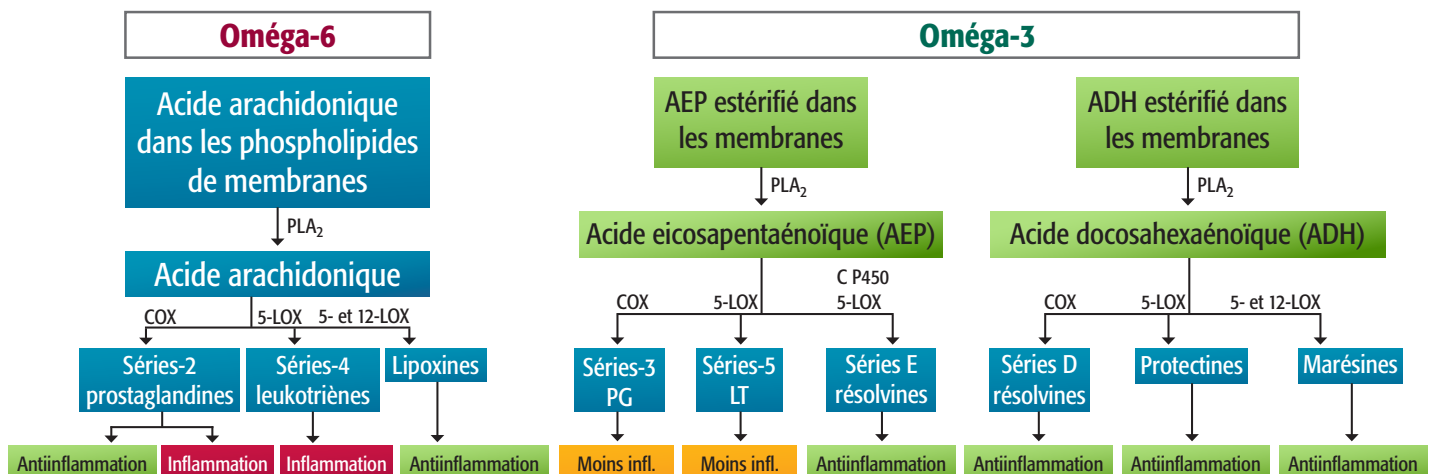 Oméga-6
Acide arachidonique
dans les phospholipides
de membranes
PLA₂
Acide arachidonique
COX
5-LOX
5- et 12-LOX
Séries-2
prostaglandines
Séries-4
leukotriènes
Lipoxines
Antiinflammation
Inflammation
Inflammation
Antiinflammation
Oméga-3
AEP estérifié dans
les membranes
PLA₂
Acide eicosapentaénoïque (AEP)
COX
5-LOX
C P450
5-LOX
Séries-3
PG
Séries-5
LT
Séries E
résolvines
Moins infl.
Moins infl.
Antiinflammation
ADH estérifié dans
les membranes
PLA₂
Acide docosahexaénoïque (ADH)
COX
5-LOX
5- et 12-LOX
Séries D
résolvines
Protectines
Marésines
Antiinflammation
Antiinflammation
Antiinflammation